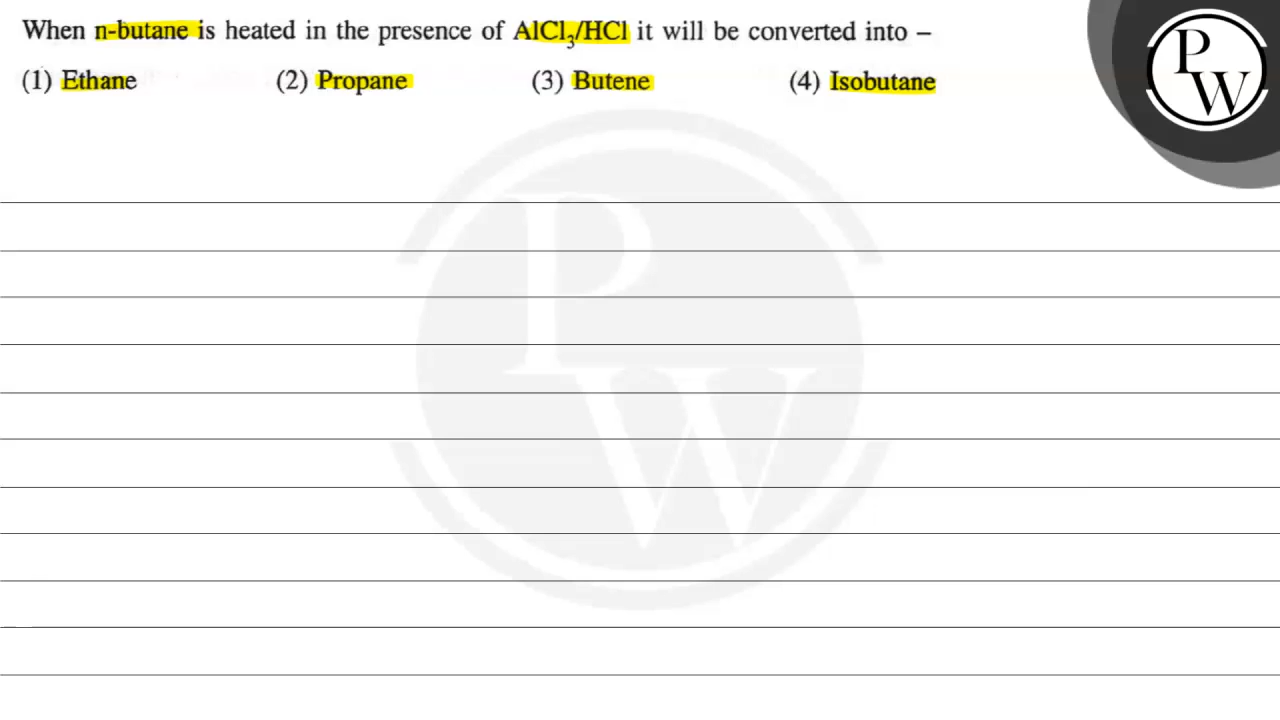 When n-butane is heated in the presence of AlCl₃/HCl it will be converted into –
(1) Ethane (2) Propane (3) Butene (4) Isobutane
P
W
P
W